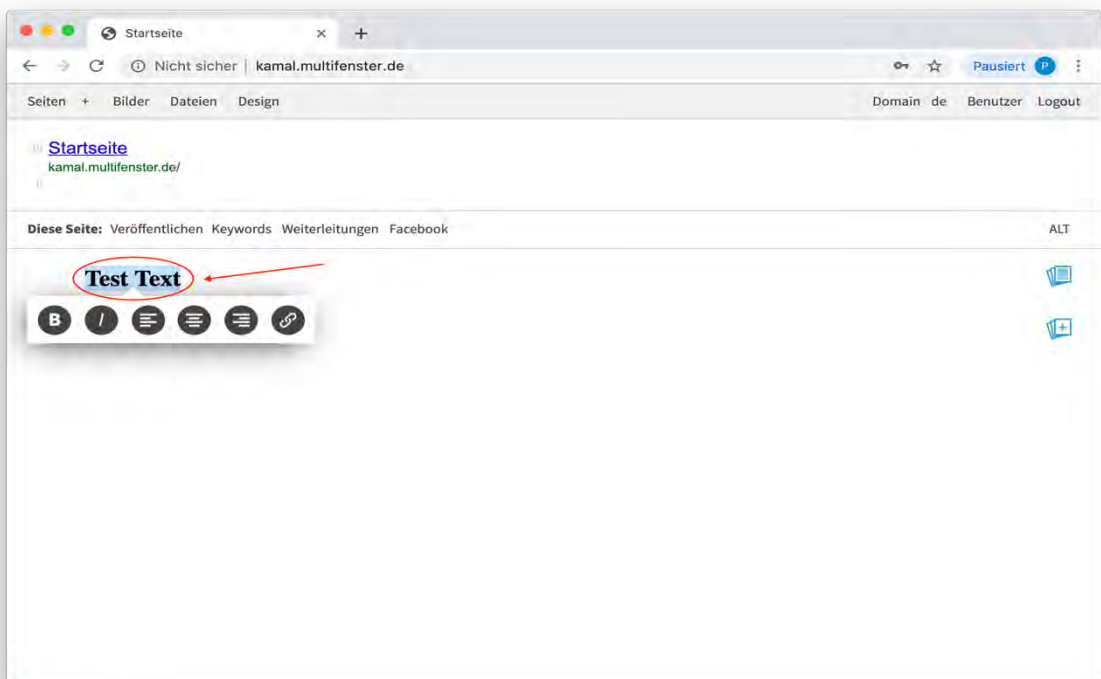 Startseite
Nicht sicher | kamal.multifenster.de
Pausiert P
Seiten + Bilder Dateien Design
Domain de Benutzer Logout
Startseite
kamal.multifenster.de/
Diese Seite: Veröffentlichen Keywords Weiterleitungen Facebook
ALT
Test Text
B I